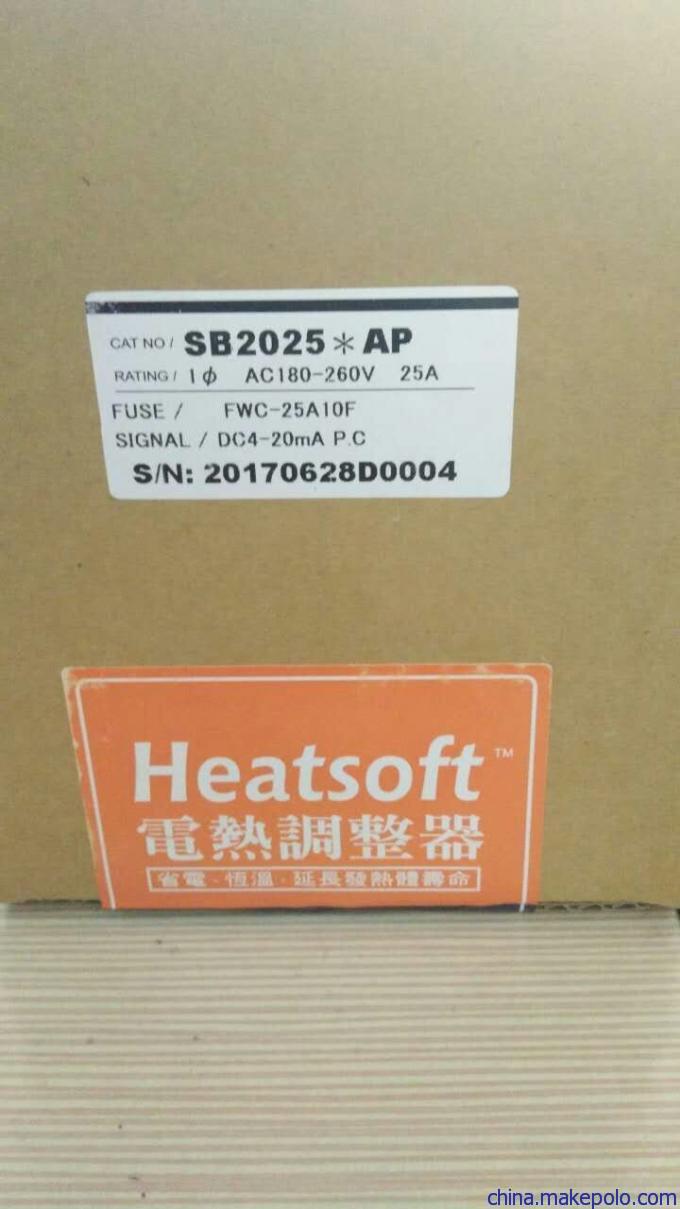 CAT NO / SB2025＊AP
RATING / 1ϕ AC180-260V 25A
FUSE / FWC-25A10F
SIGNAL / DC4-20mA P.C
S/N: 20170628D0004
Heatsoft™
電熱調整器
省電．恆溫．延長發熱體壽命
china.makepolo.com